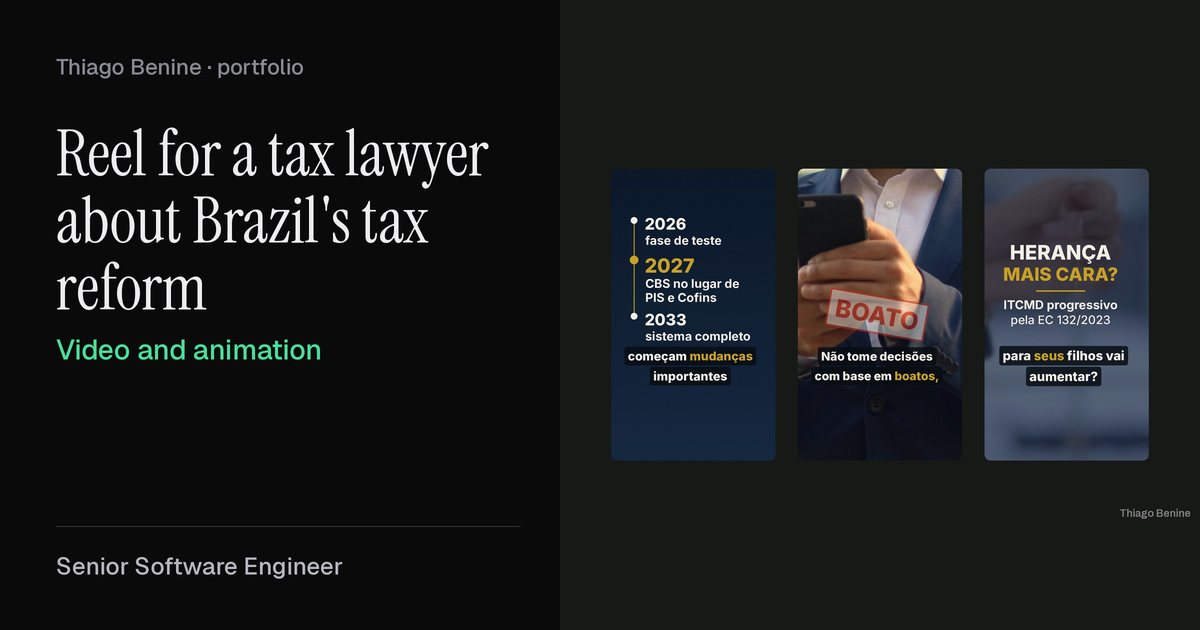 Thiago Benine · portfolio
Reel for a tax lawyer
about Brazil's tax
reform
Video and animation
Senior Software Engineer
2026
fase de teste
2027
CBS no lugar de
PIS e Cofins
2033
sistema completo
começam mudanças
importantes
BOATO
Não tome decisões
com base em boatos,
HERANÇA
MAIS CARA?
ITCMD progressivo
pela EC 132/2023
para seus filhos vai
aumentar?
Thiago Benine